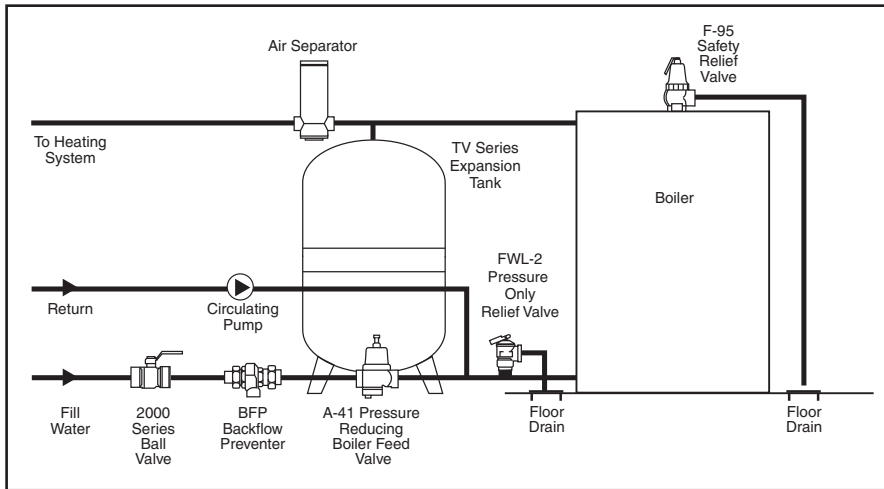 Air Separator
F-95
Safety
Relief
Valve
To Heating
System
TV Series
Expansion
Tank
Boiler
FWL-2
Pressure
Only
Relief Valve
Return
Circulating
Pump
Fill
Water
2000
Series
Ball
Valve
BFP
Backflow
Preventer
A-41 Pressure
Reducing
Boiler Feed
Valve
Floor
Drain
Floor
Drain